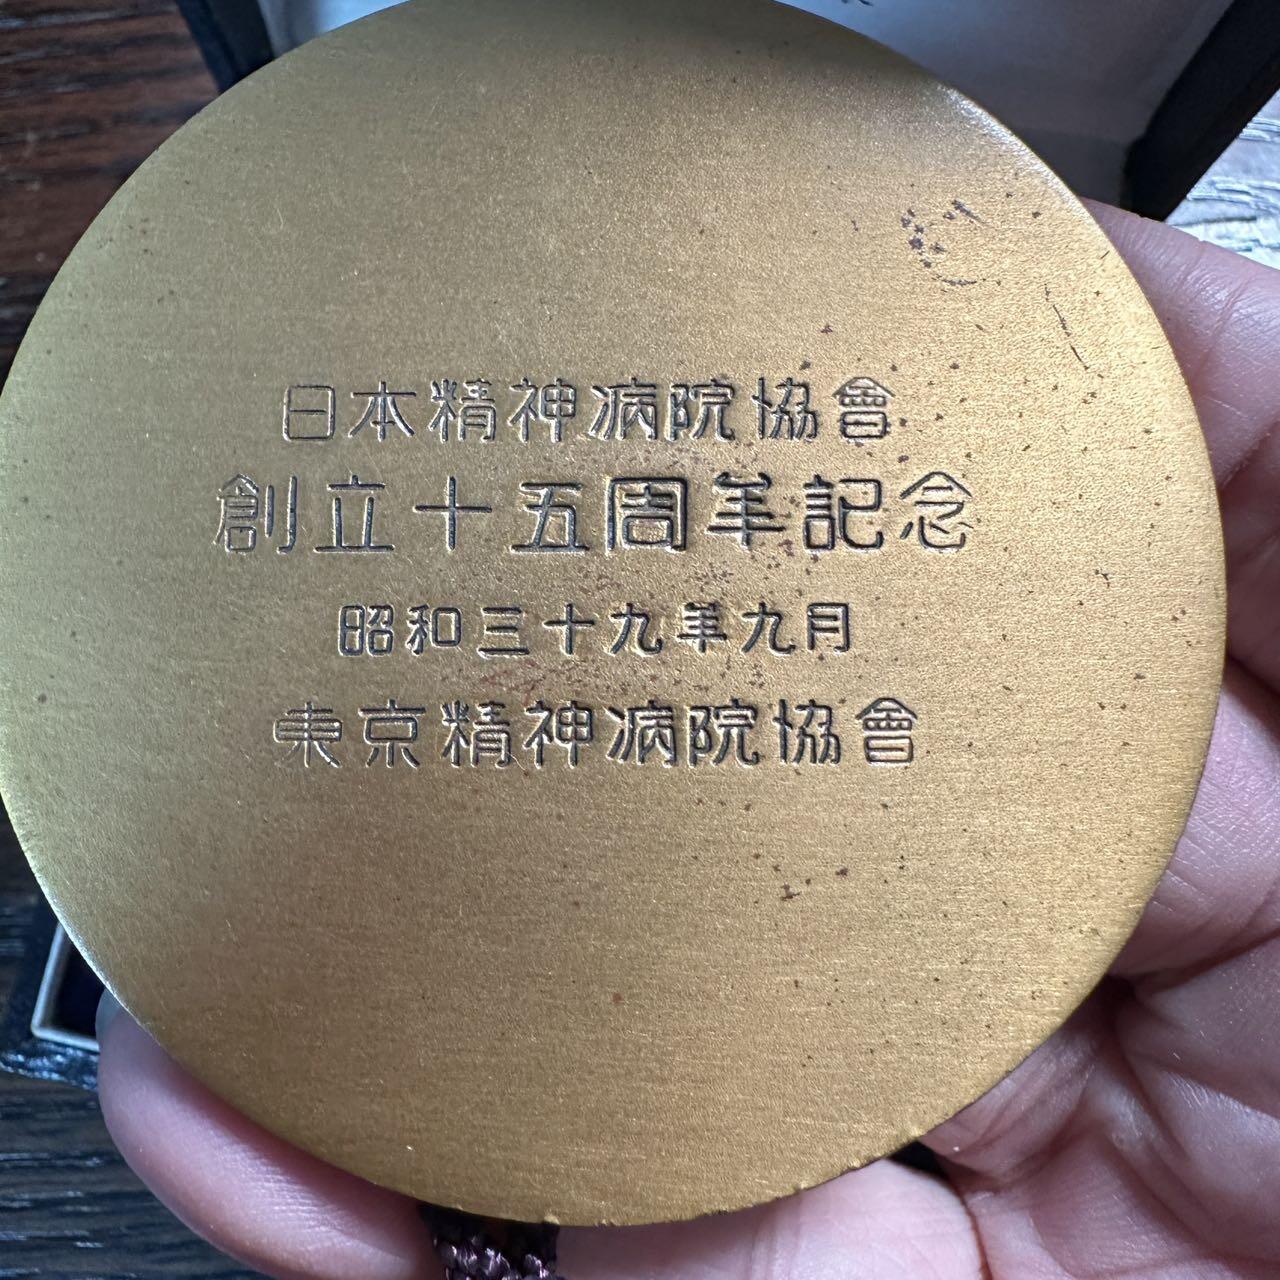 日本精神病院協會
創立十五周年記念
昭和三十九年九月
東京精神病院協會